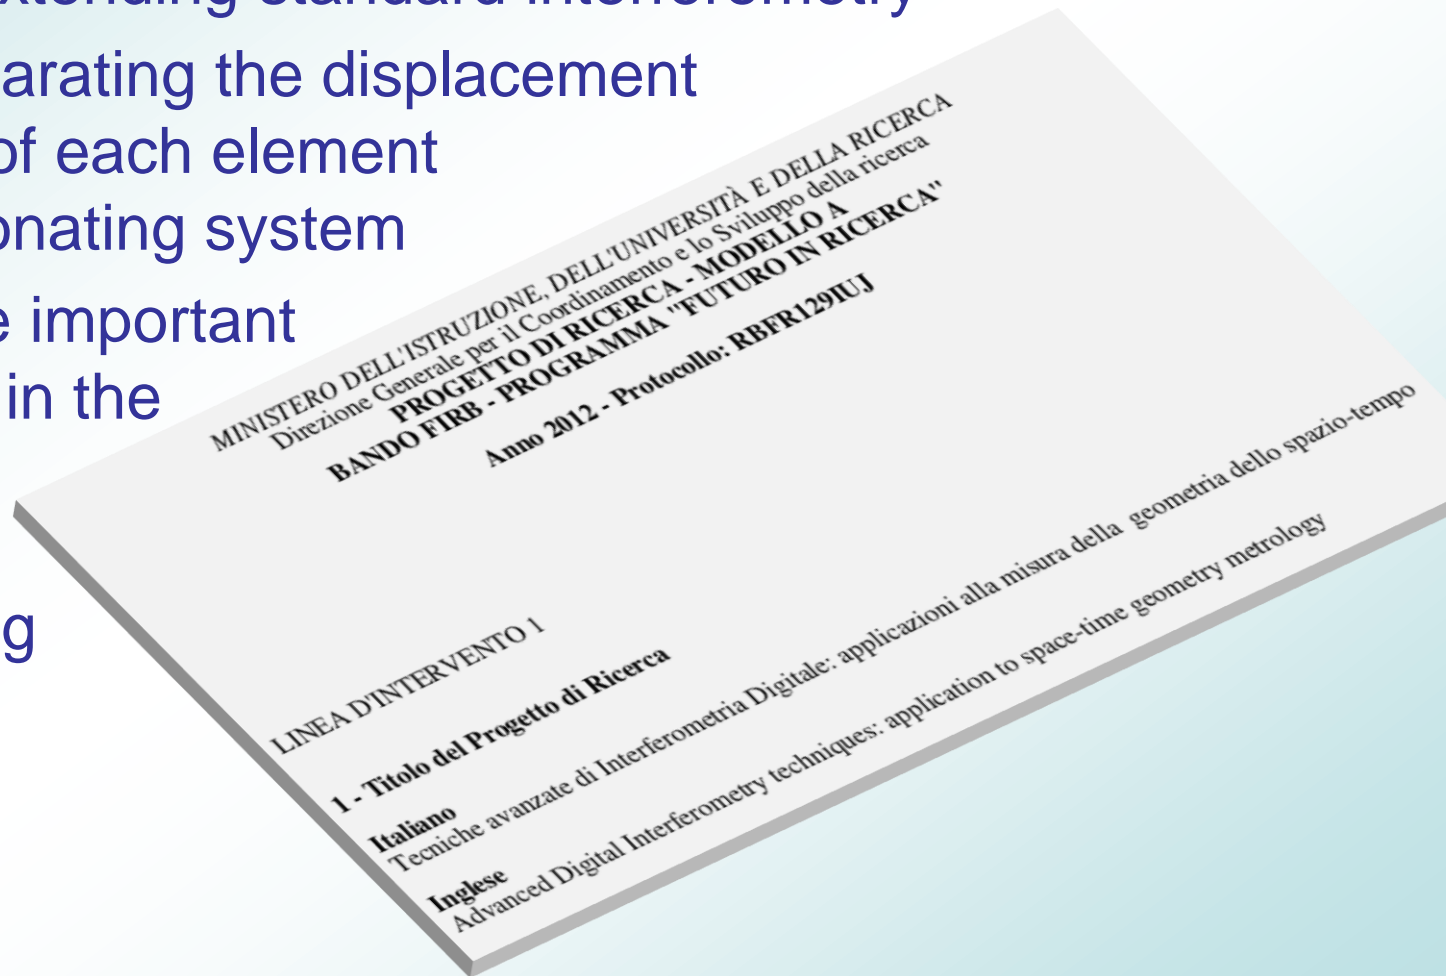 standard interferometry
the displacement
of each element
system
important
in the
MINISTERO DELL'ISTRUZIONE, DELL'UNIVERSITÀ E DELLA RICERCA
Direzione Generale per il Coordinamento e lo Sviluppo della ricerca
PROGETTO DI RICERCA - MODELLO A
BANDO FIRB - PROGRAMMA "FUTURO IN RICERCA"
Anno 2012 - Protocollo: RBFR129IUJ
LINEA D'INTERVENTO 1
1 - Titolo del Progetto di Ricerca
Italiano
Tecniche avanzate di Interferometria Digitale: applicazioni alla misura della geometria dello spazio-tempo
Inglese
Advanced Digital Interferometry techniques: application to space-time geometry metrology